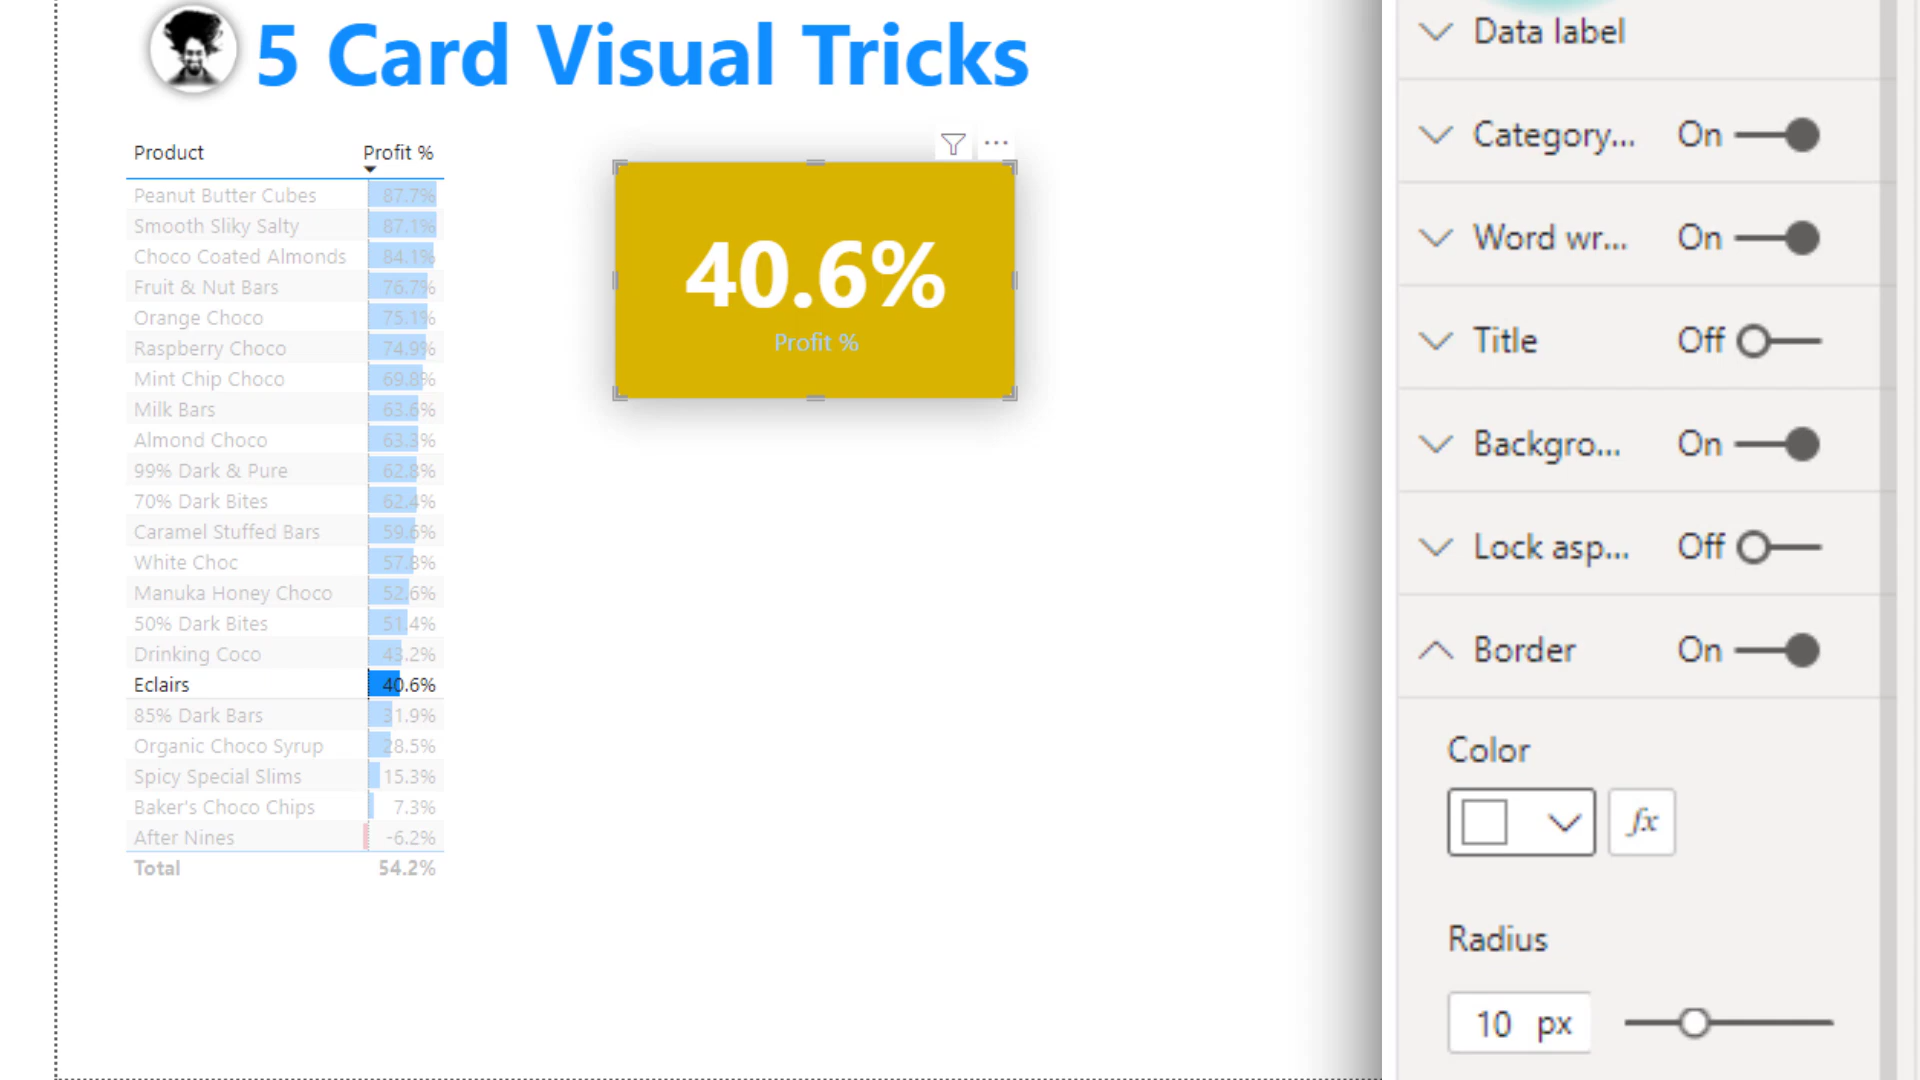 5 Card Visual Tricks
Product Profit %
Peanut Butter Cubes 87.7%
Smooth Sliky Salty 87.1%
Choco Coated Almonds 84.1%
Fruit & Nut Bars 76.7%
Orange Choco 75.1%
Raspberry Choco 74.9%
Mint Chip Choco 69.8%
Milk Bars 63.6%
Almond Choco 63.3%
99% Dark & Pure 62.8%
70% Dark Bites 62.4%
Caramel Stuffed Bars 59.6%
White Choc 57.8%
Manuka Honey Choco 52.6%
50% Dark Bites 51.4%
Drinking Coco 43.2%
Eclairs 40.6%
85% Dark Bars 31.9%
Organic Choco Syrup 28.5%
Spicy Special Slims 15.3%
Baker's Choco Chips 7.3%
After Nines -6.2%
Total 54.2%
40.6%
Profit %
Data label
Category... On
Word wr... On
Title Off
Backgro... On
Lock asp... Off
Border On
Color
fx
Radius
10 px